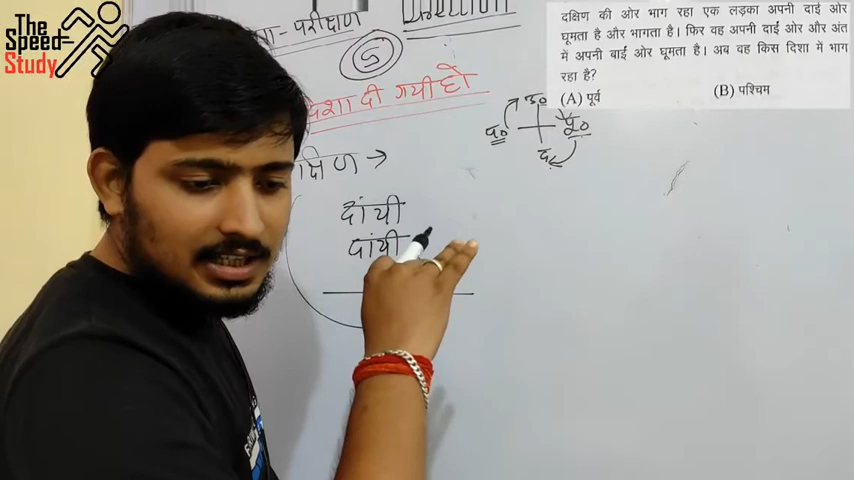 The
Speed
Study
परीक्षण
5
दिशा दी गयी हो
उ०
प० पू०
द०
दांयी
दांयी
दक्षिण की ओर भाग रहा एक लड़का अपनी दाईं ओर
घूमता है और भागता है। फिर वह अपनी दाईं ओर और अंत
में अपनी बाईं ओर घूमता है। अब वह किस दिशा में भाग
रहा है?
(A) पूर्व (B) पश्चिम